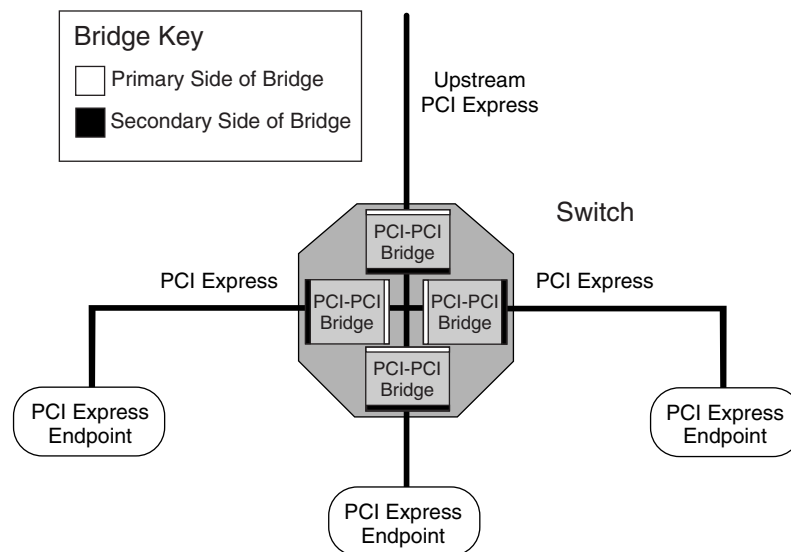 Bridge Key
Primary Side of Bridge
Secondary Side of Bridge
Upstream
PCI Express
Switch
PCI-PCI
Bridge
PCI Express
PCI Express
PCI-PCI
Bridge
PCI-PCI
Bridge
PCI-PCI
Bridge
PCI Express
Endpoint
PCI Express
Endpoint
PCI Express
Endpoint